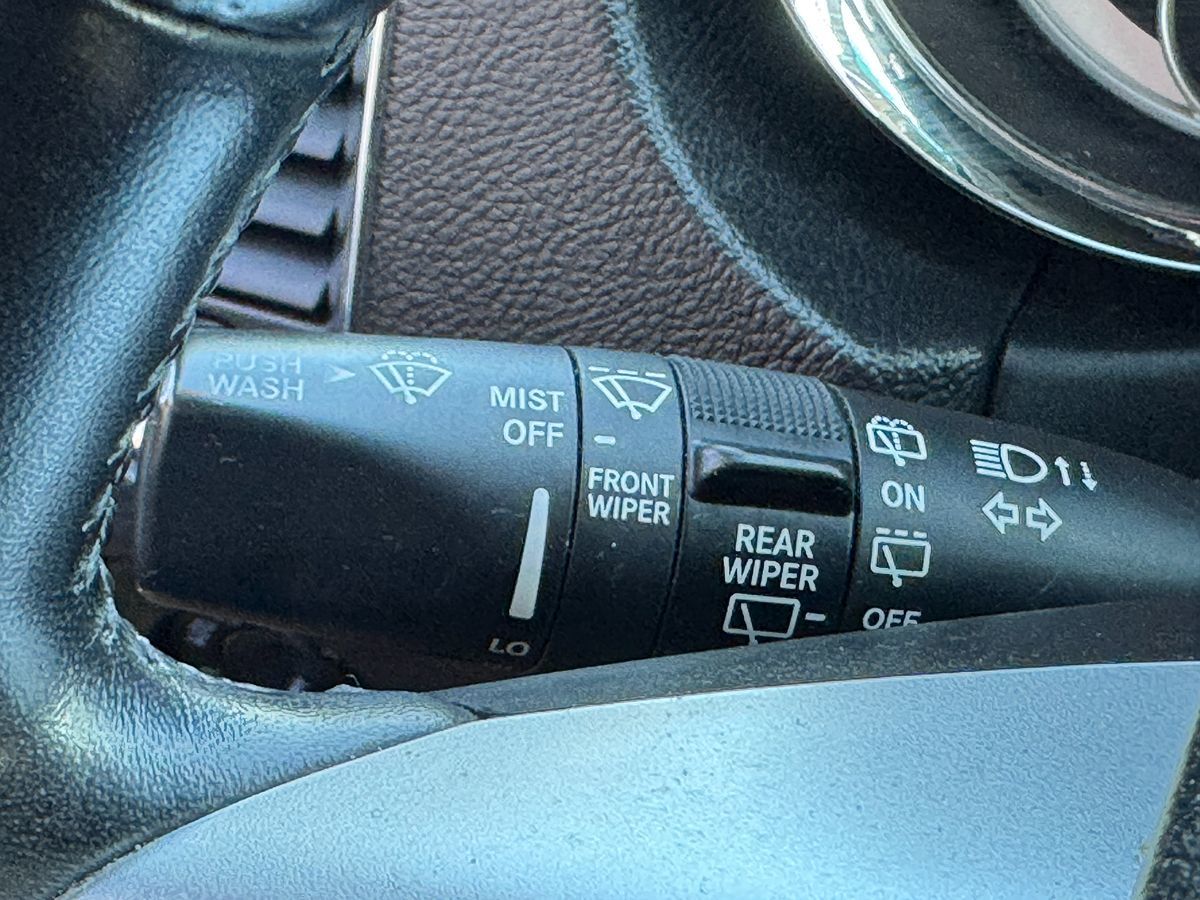 PUSH
WASH
MIST
OFF
LO
FRONT
WIPER
REAR
WIPER
ON
OFF